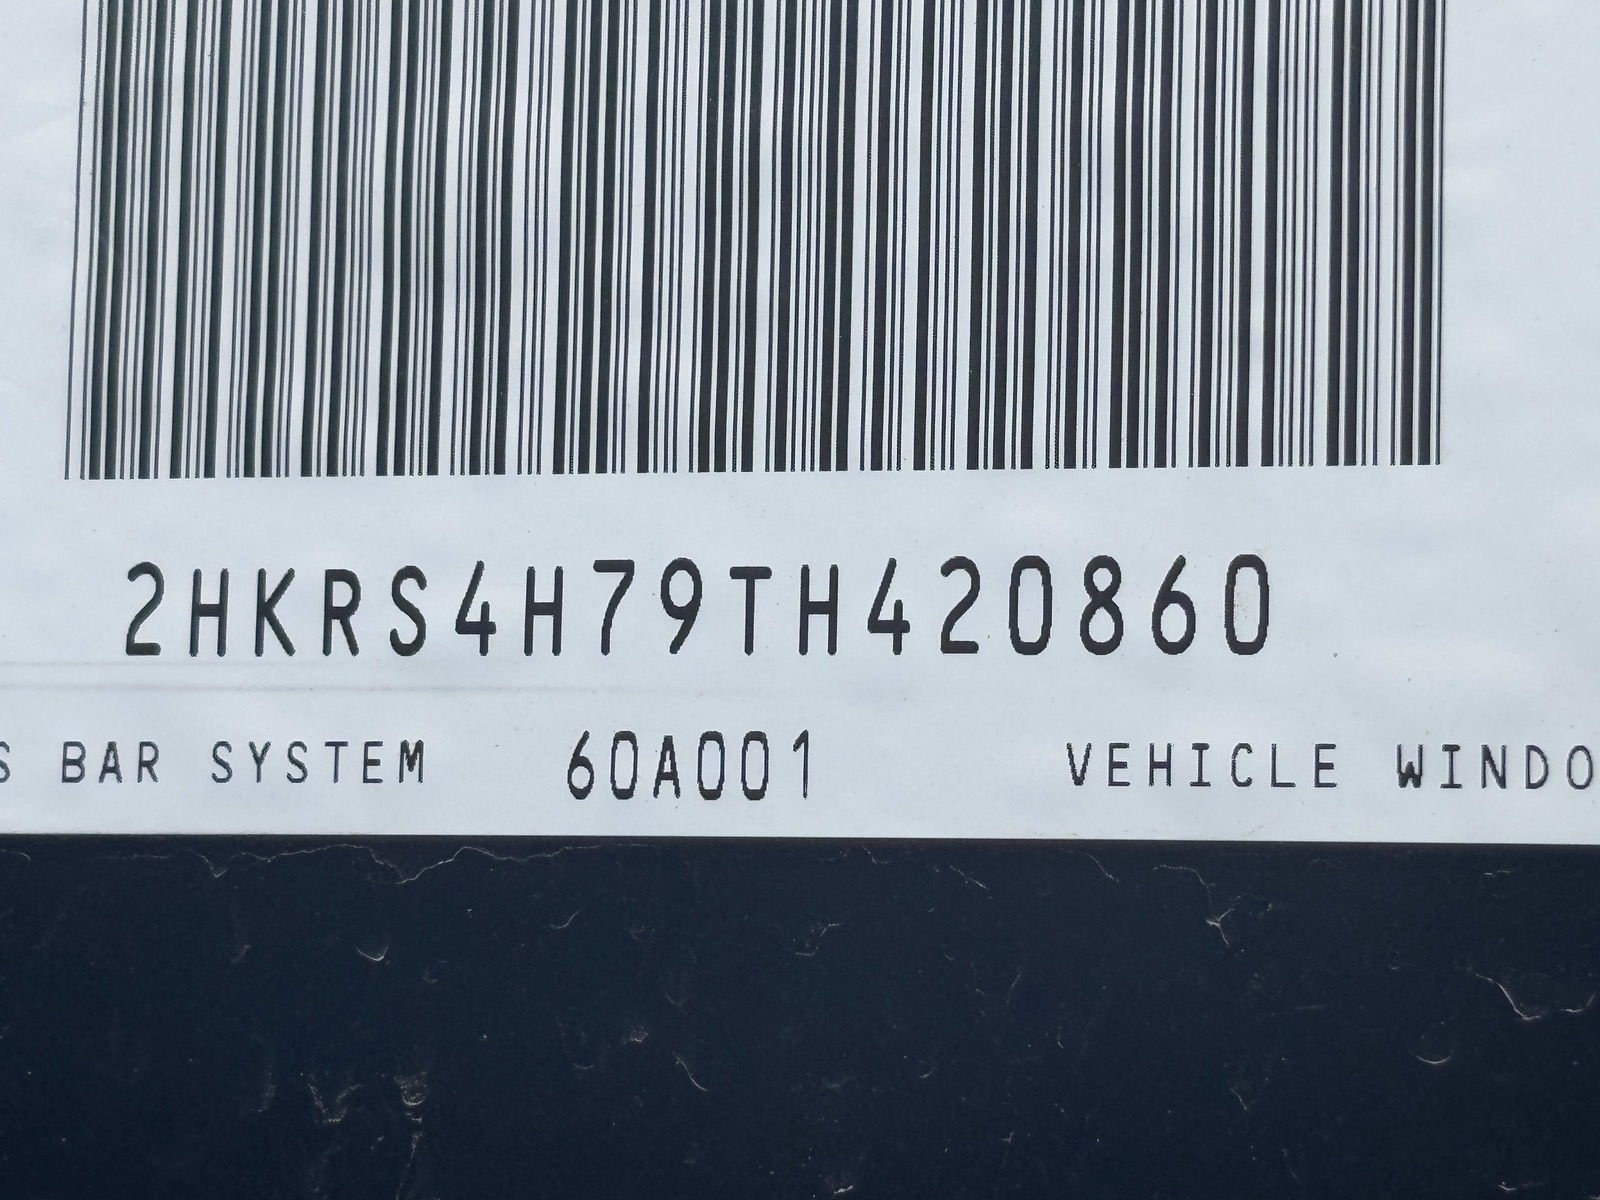 2HKRS4H79TH420860
S BAR SYSTEM 60A001 VEHICLE WINDO